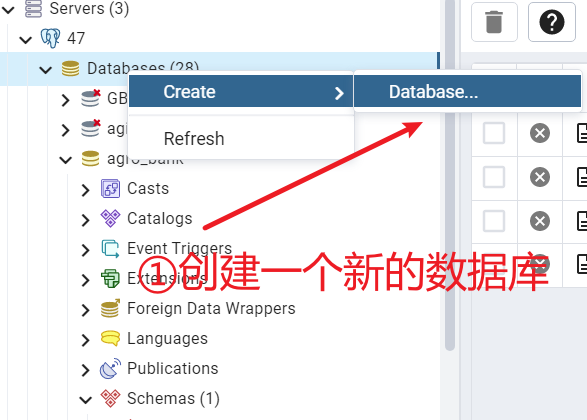 Servers (3)
47
Databases (28)
GB
Create
Database...
agi
Refresh
agro_bank
Casts
Catalogs
Event Triggers
①创建一个新的数据库
Extensions
Foreign Data Wrappers
Languages
Publications
Schemas (1)